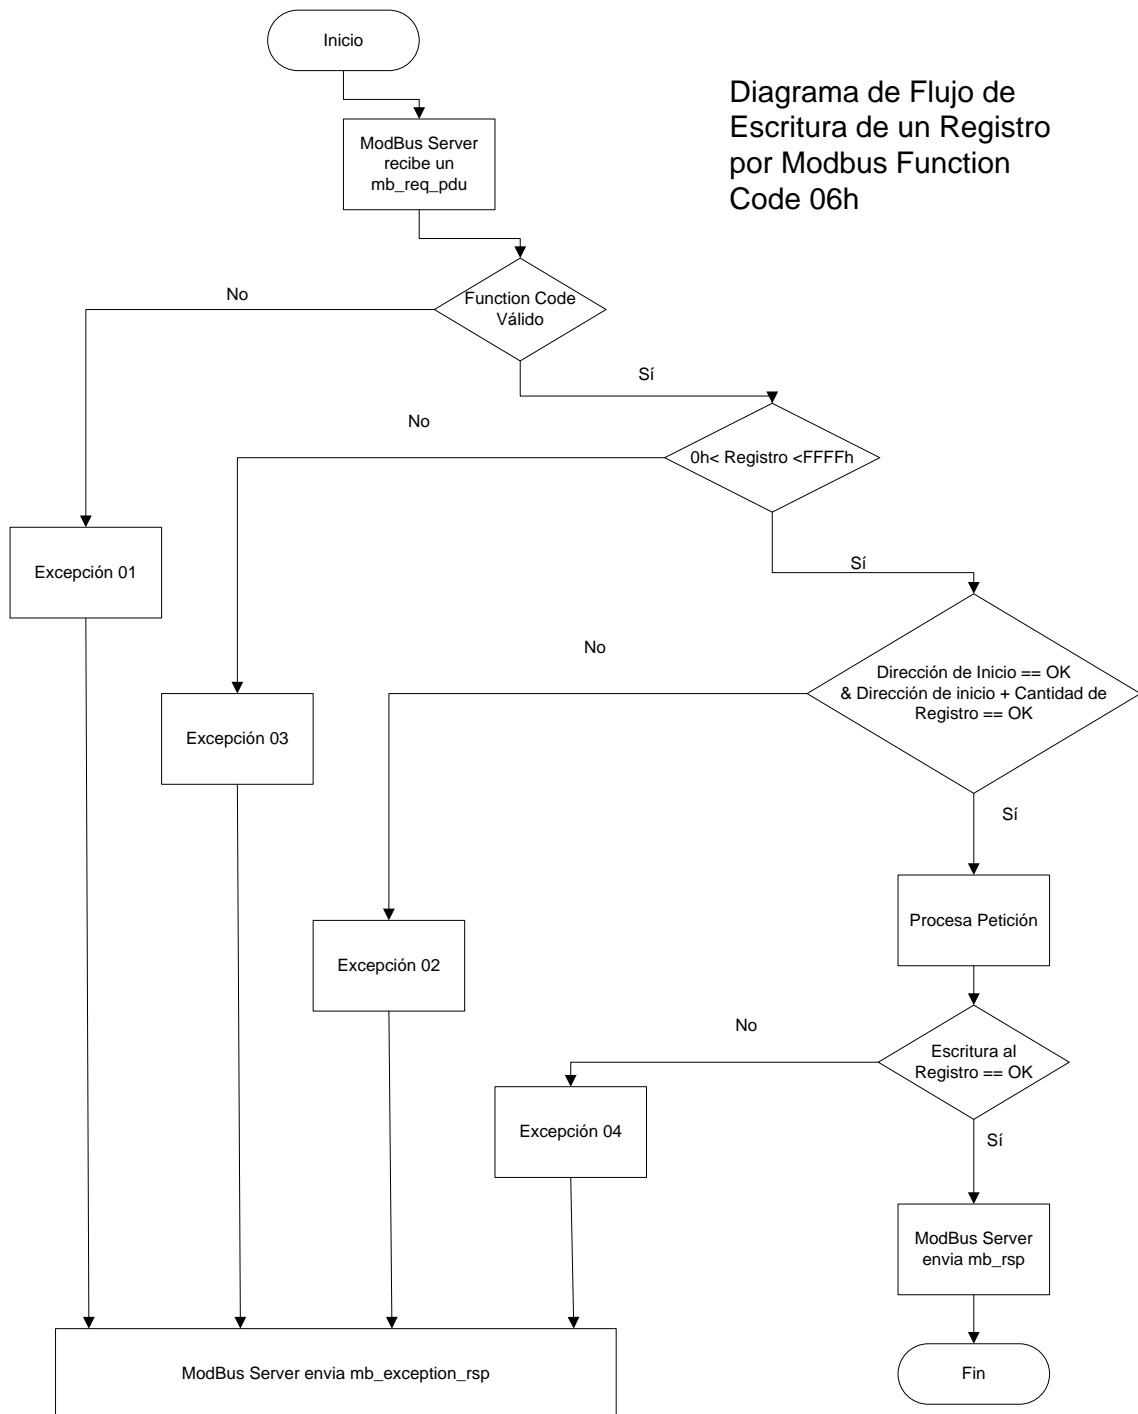 Inicio
Diagrama de Flujo de
Escritura de un Registro
por Modbus Function
Code 06h
ModBus Server
recibe un
mb_req_pdu
Function Code
Válido
No
Sí
0h< Registro <FFFFh
No
Sí
Excepción 01
Dirección de Inicio == OK
& Dirección de inicio + Cantidad de
Registro == OK
No
Sí
Excepción 03
Procesa Petición
Excepción 02
Escritura al
Registro == OK
No
Sí
Excepción 04
ModBus Server
envia mb_rsp
ModBus Server envia mb_exception_rsp
Fin